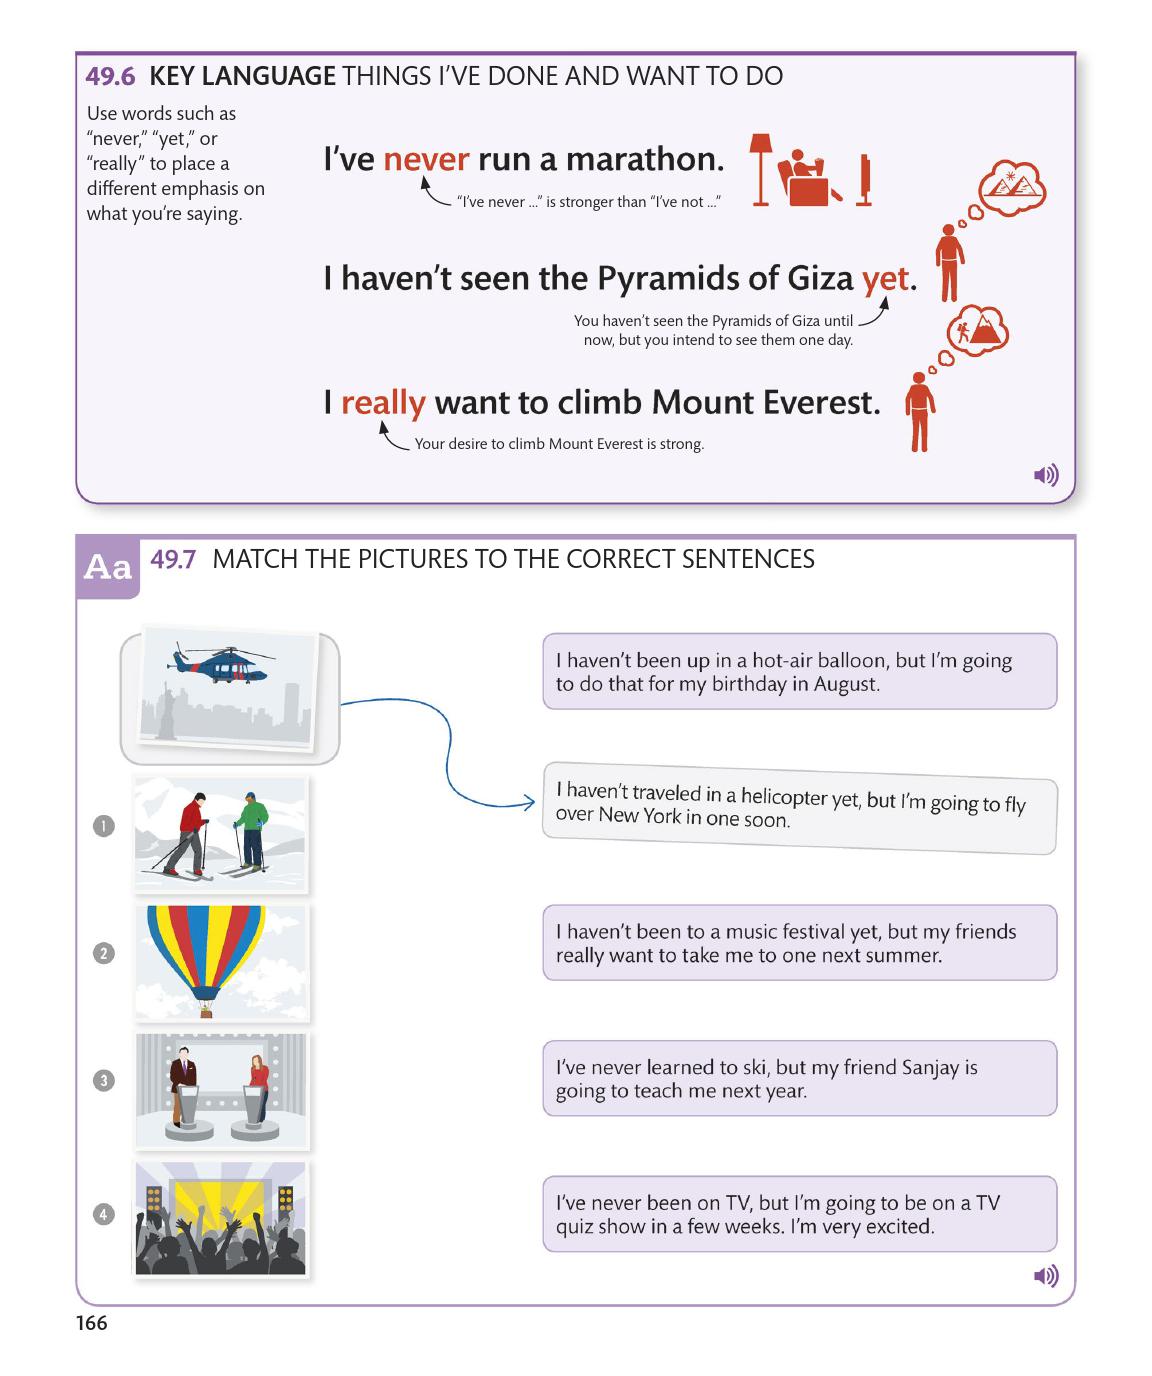 49.6 KEY LANGUAGE THINGS I’VE DONE AND WANT TO DO
Use words such as
“never,” “yet,” or
“really” to place a
different emphasis on
what you’re saying.
I’ve never run a marathon.
“I’ve never ...” is stronger than “I’ve not ...”
I haven’t seen the Pyramids of Giza yet.
You haven’t seen the Pyramids of Giza until
now, but you intend to see them one day.
I really want to climb Mount Everest.
Your desire to climb Mount Everest is strong.
Aa 49.7 MATCH THE PICTURES TO THE CORRECT SENTENCES
I haven’t been up in a hot-air balloon, but I’m going
to do that for my birthday in August.
I haven’t traveled in a helicopter yet, but I’m going to fly
over New York in one soon.
1
I haven’t been to a music festival yet, but my friends
really want to take me to one next summer.
2
I’ve never learned to ski, but my friend Sanjay is
going to teach me next year.
3
I’ve never been on TV, but I’m going to be on a TV
quiz show in a few weeks. I’m very excited.
4
166